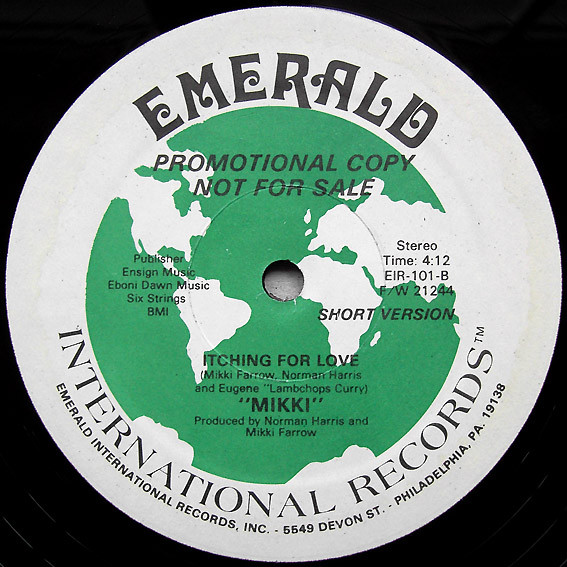 EMERALD
PROMOTIONAL COPY
NOT FOR SALE
Publisher
Ensign Music
Eboni Dawn Music
Six Strings
BMI
Stereo
Time: 4:12
EIR-101-B
F/W 21244
SHORT VERSION
ITCHING FOR LOVE
(Mikki Farrow, Norman Harris
and Eugene "Lambchops Curry)
"MIKKI"
Produced by Norman Harris and
Mikki Farrow
INTERNATIONAL RECORDS™
EMERALD INTERNATIONAL RECORDS, INC. - 5549 DEVON ST. - PHILADELPHIA, PA. 19138